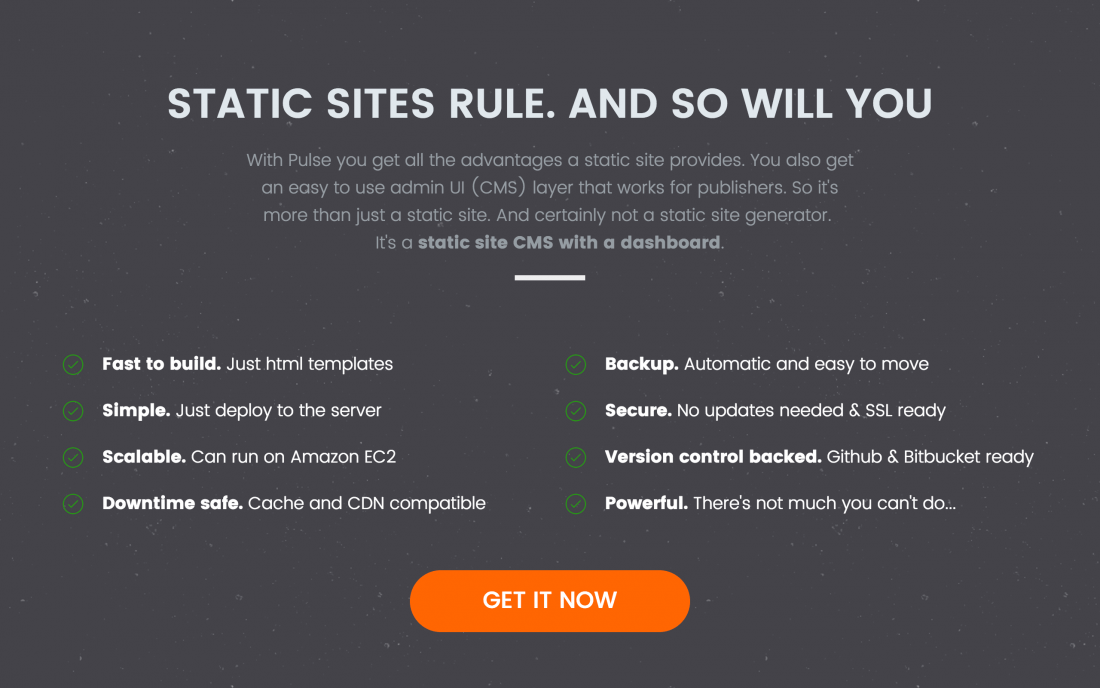 STATIC SITES RULE. AND SO WILL YOU
With Pulse you get all the advantages a static site provides. You also get
an easy to use admin UI (CMS) layer that works for publishers. So it's
more than just a static site. And certainly not a static site generator.
It's a static site CMS with a dashboard.
Fast to build. Just html templates
Simple. Just deploy to the server
Scalable. Can run on Amazon EC2
Downtime safe. Cache and CDN compatible
Backup. Automatic and easy to move
Secure. No updates needed & SSL ready
Version control backed. Github & Bitbucket ready
Powerful. There's not much you can't do...
GET IT NOW